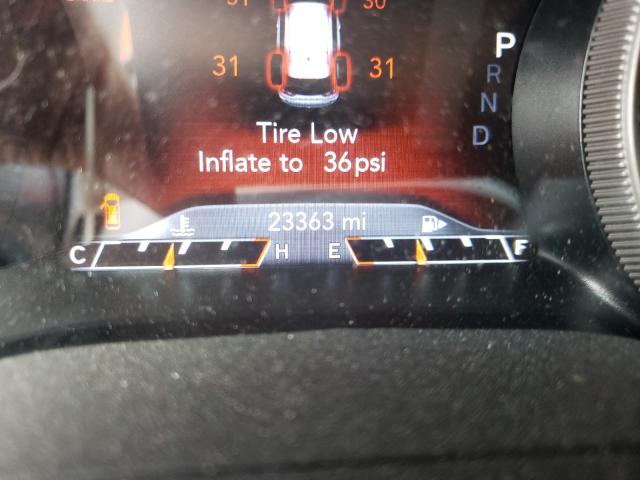 31 30
31 31
P
R
N
D
Tire Low
Inflate to 36psi
23363 mi
C H E F